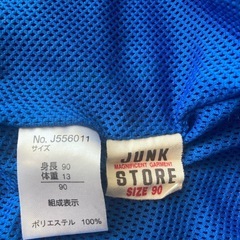 No. J556011
サイズ
身長 90
体重 13
90
組成表示
ポリエステル 100%
JUNK
MAGNIFICENT GARMENT
STORE
SIZE 90